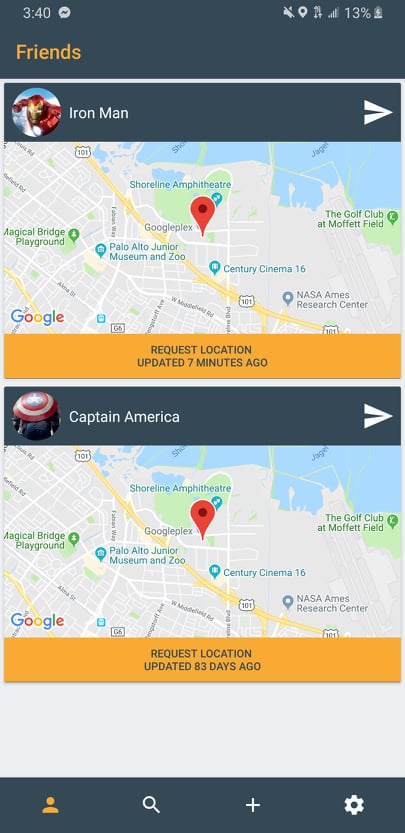 3:40
13%
Friends
Iron Man
101
Shoreline Amphitheatre
Googleplex
Magical Bridge
Playground
Palo Alto Junior
Museum and Zoo
The Golf Club
at Moffett Field
Century Cinema 16
NASA Ames
Research Center
Alma St
W Middlefield Rd
101
Google
G6
101
REQUEST LOCATION
UPDATED 7 MINUTES AGO
Captain America
101
Shoreline Amphitheatre
Googleplex
Magical Bridge
Playground
Palo Alto Junior
Museum and Zoo
The Golf Club
at Moffett Field
Century Cinema 16
NASA Ames
Research Center
Alma St
W Middlefield Rd
101
Google
G6
101
REQUEST LOCATION
UPDATED 83 DAYS AGO